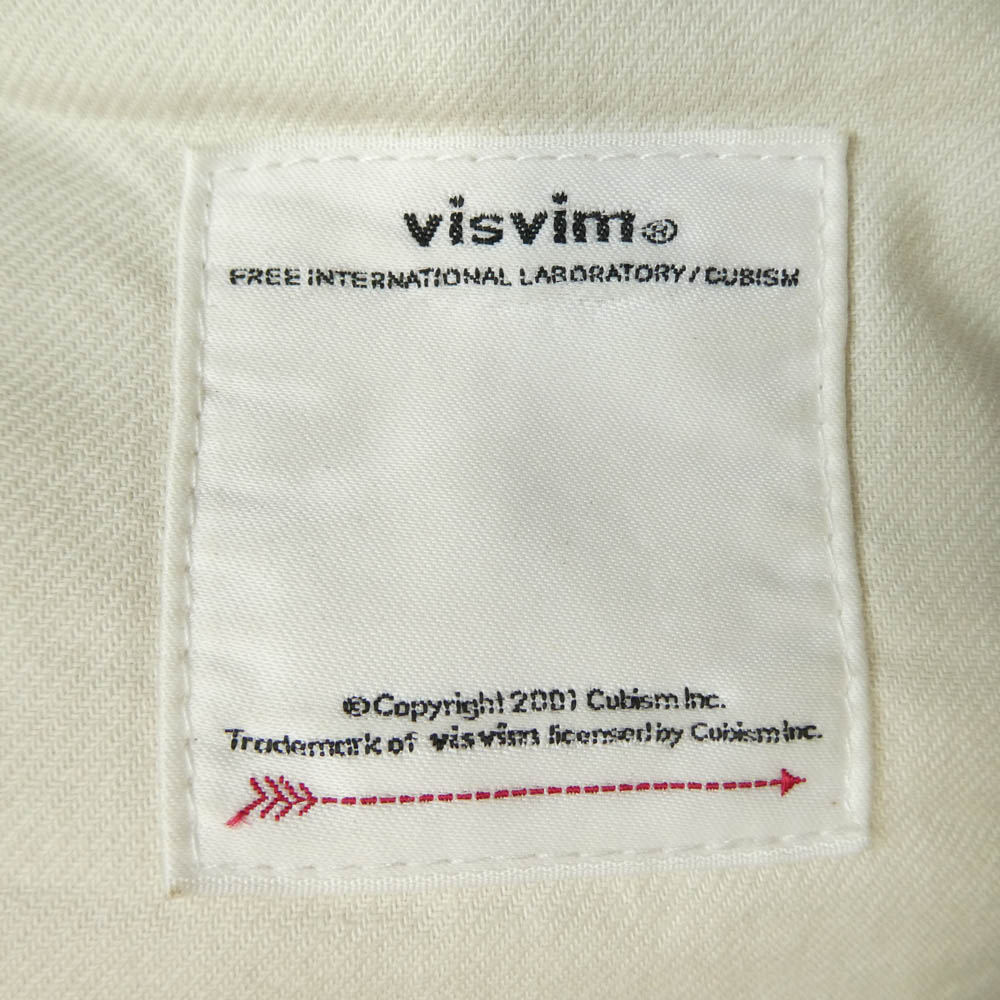 visvim®
FREE INTERNATIONAL LABORATORY / CUBISM
©Copyright 2001 Cubism Inc.
Trademark of visvim licensed by Cubism Inc.